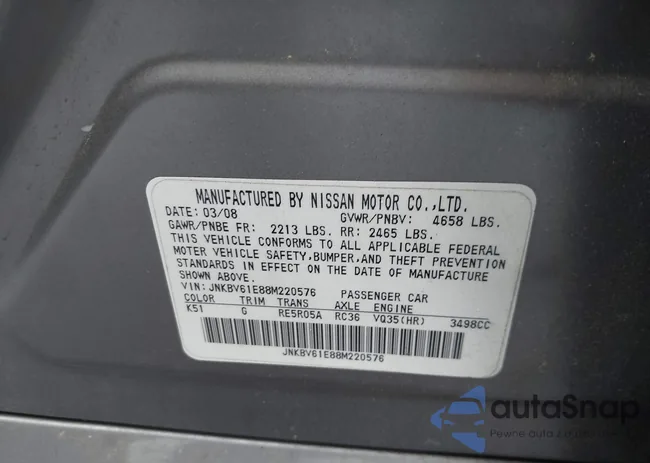 MANUFACTURED BY NISSAN MOTOR CO.,LTD.
DATE: 03/08 GVWR/PNBV: 4658 LBS.
GAWR/PNBE FR: 2213 LBS. RR: 2465 LBS.
THIS VEHICLE CONFORMS TO ALL APPLICABLE FEDERAL
MOTOR VEHICLE SAFETY,BUMPER,AND THEFT PREVENTION
STANDARDS IN EFFECT ON THE DATE OF MANUFACTURE
SHOWN ABOVE.
VIN: JNKBV61E88M220576 PASSENGER CAR
COLOR TRIM TRANS AXLE ENGINE
K51 G RE5R05A RC36 VQ35(HR) 3498CC
JNKBV61E88M220576
autaSnap
Pewne auta z